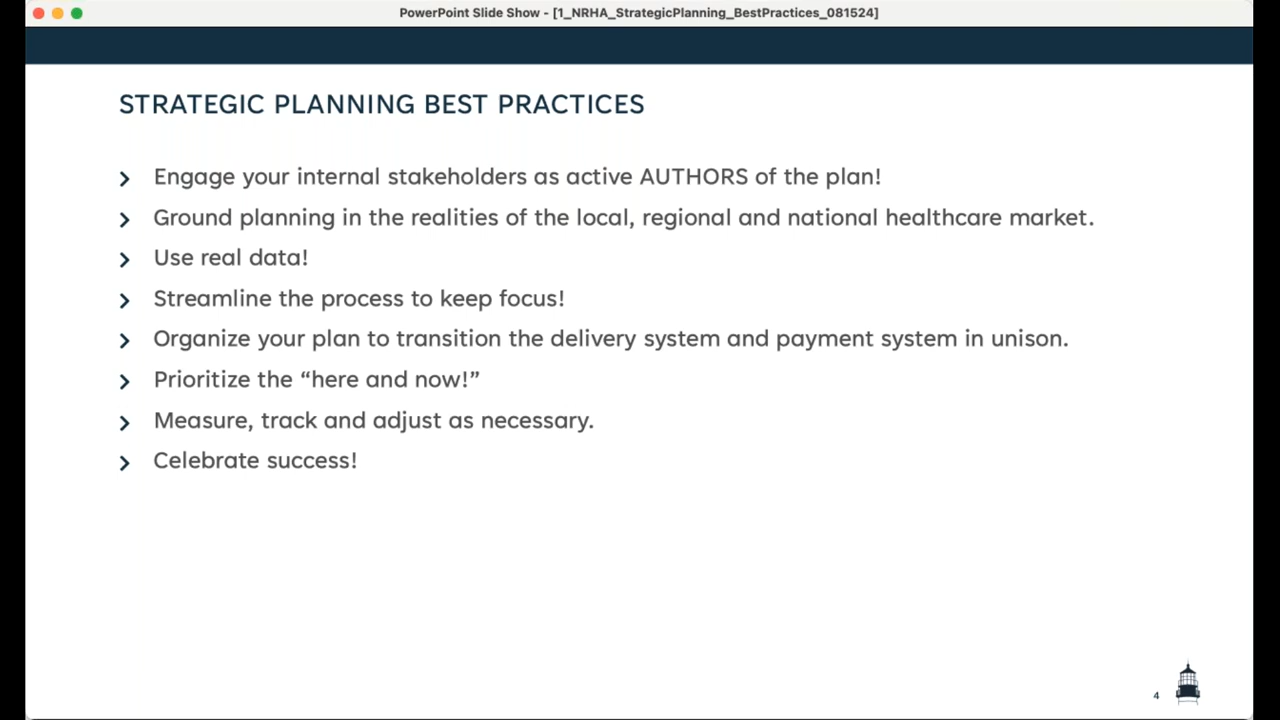 PowerPoint Slide Show - [1_NRHA_StrategicPlanning_BestPractices_081524]
STRATEGIC PLANNING BEST PRACTICES
Engage your internal stakeholders as active AUTHORS of the plan!
Ground planning in the realities of the local, regional and national healthcare market.
Use real data!
Streamline the process to keep focus!
Organize your plan to transition the delivery system and payment system in unison.
Prioritize the “here and now!”
Measure, track and adjust as necessary.
Celebrate success!
4